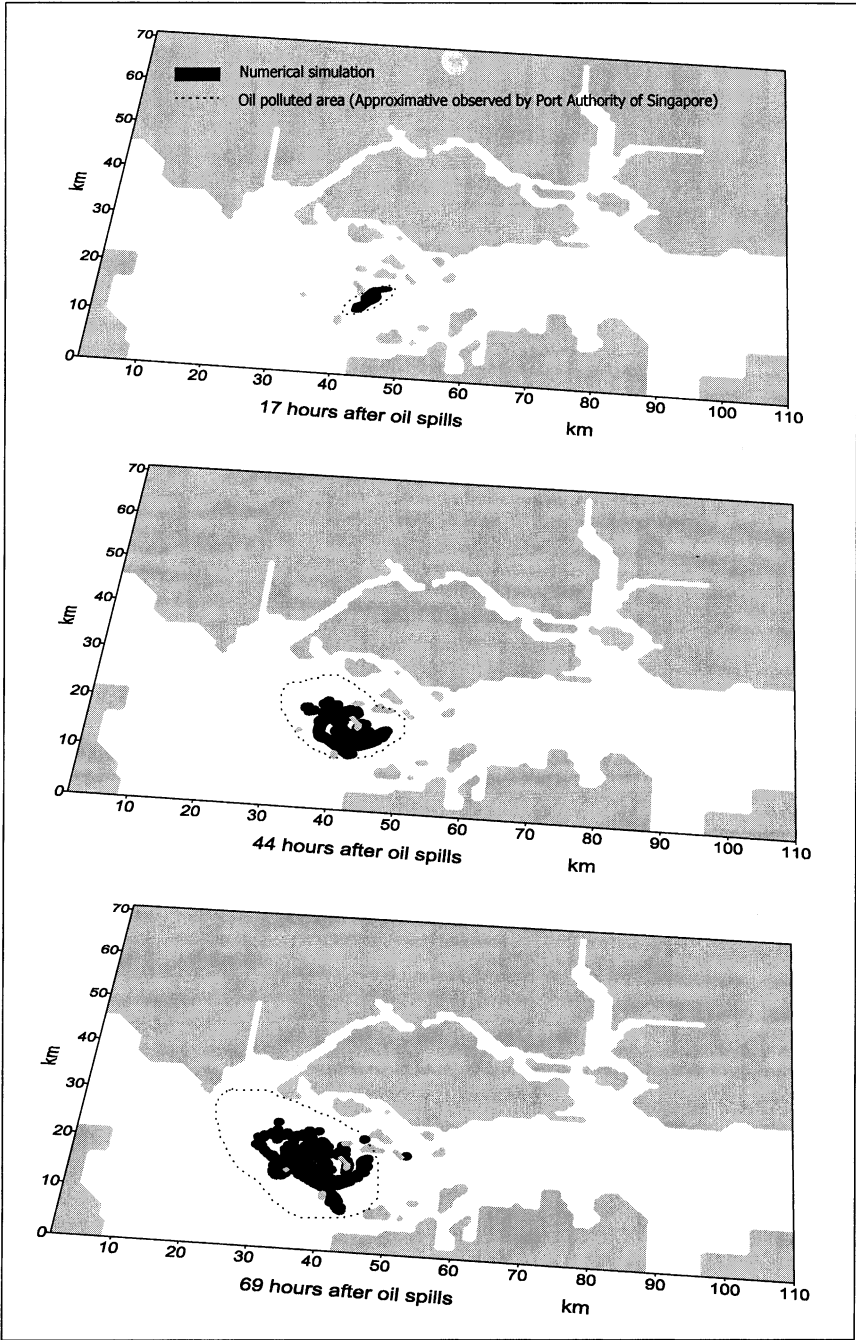 70
60
50
40
30
20
10
0
km
Numerical simulation
Oil polluted area (Approximative observed by Port Authority of Singapore)
10 20 30 40 50 60 70 80 90 100 110
17 hours after oil spills
km
70
60
50
40
30
20
10
0
km
10 20 30 40 50 60 70 80 90 100 110
44 hours after oil spills
km
70
60
50
40
30
20
10
0
km
10 20 30 40 50 60 70 80 90 100 110
69 hours after oil spills
km